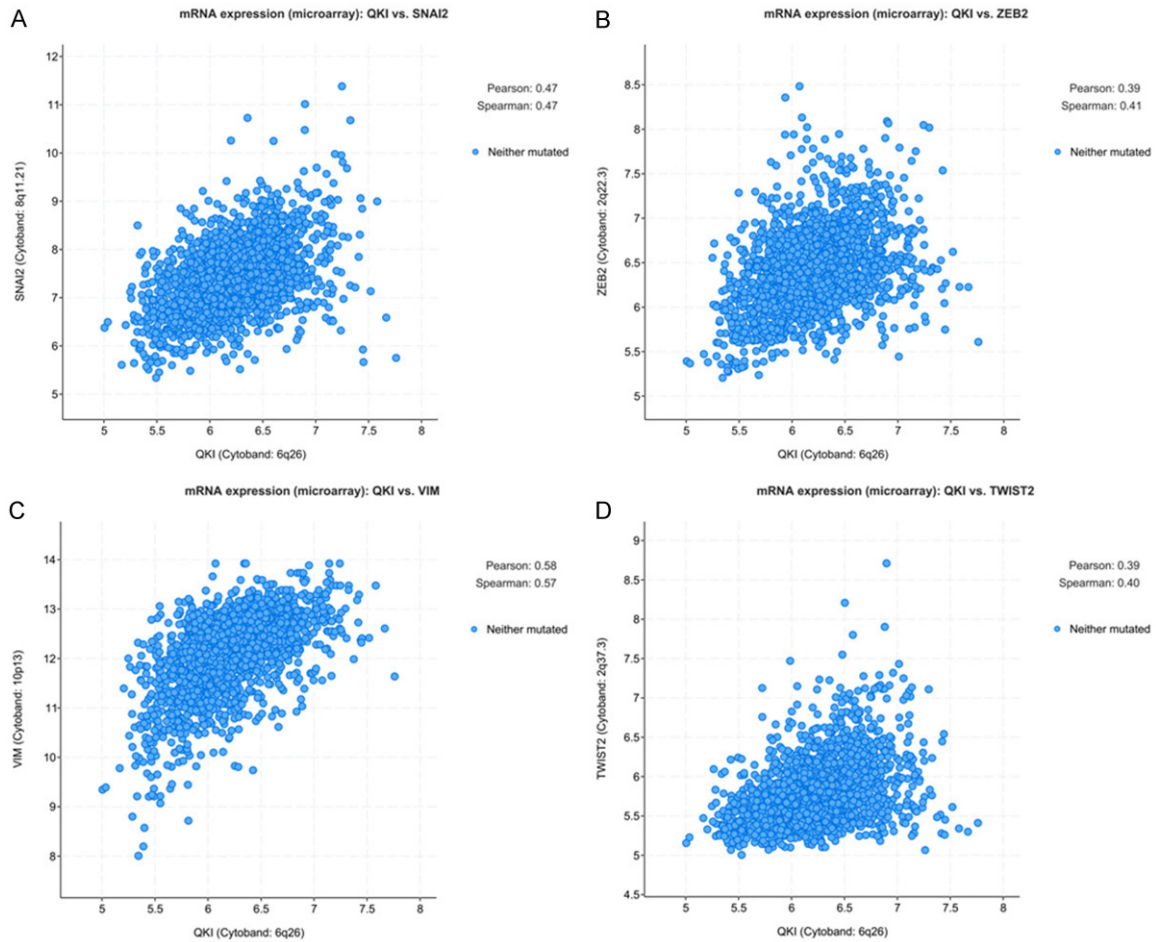 A
mRNA expression (microarray): QKI vs. SNAI2
12
11
10
9
8
7
6
5
SNAI2 (Cytoband: 8q11.21)
5
5.5
6
6.5
7
7.5
8
QKI (Cytoband: 6q26)
Pearson: 0.47
Spearman: 0.47
Neither mutated
B
mRNA expression (microarray): QKI vs. ZEB2
8.5
8
7.5
7
6.5
6
5.5
5
ZEB2 (Cytoband: 2q22.3)
5
5.5
6
6.5
7
7.5
8
QKI (Cytoband: 6q26)
Pearson: 0.39
Spearman: 0.41
Neither mutated
C
mRNA expression (microarray): QKI vs. VIM
14
13
12
11
10
9
8
VIM (Cytoband: 10p13)
5
5.5
6
6.5
7
7.5
8
QKI (Cytoband: 6q26)
Pearson: 0.58
Spearman: 0.57
Neither mutated
D
mRNA expression (microarray): QKI vs. TWIST2
9
8.5
8
7.5
7
6.5
6
5.5
5
4.5
TWIST2 (Cytoband: 2q37.3)
5
5.5
6
6.5
7
7.5
8
QKI (Cytoband: 6q26)
Pearson: 0.39
Spearman: 0.40
Neither mutated